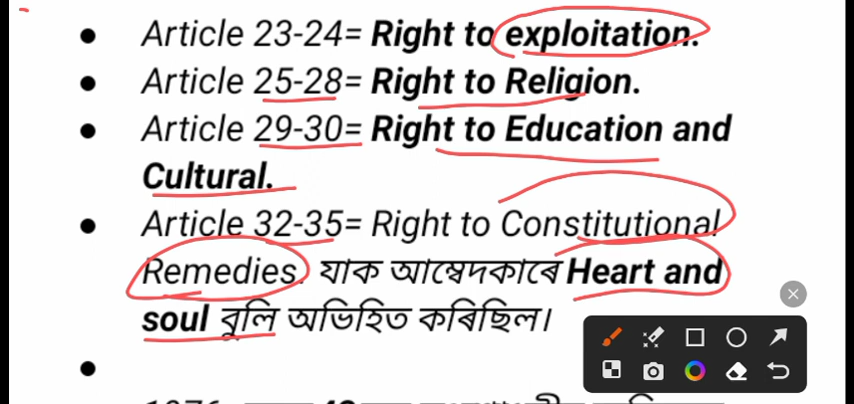 Article 23-24= Right to exploitation.
Article 25-28= Right to Religion.
Article 29-30= Right to Education and
Cultural.
Article 32-35= Right to Constitutional
Remedies. যাক আম্বেদকাৰে Heart and
soul বুলি অভিহিত কৰিছিল।